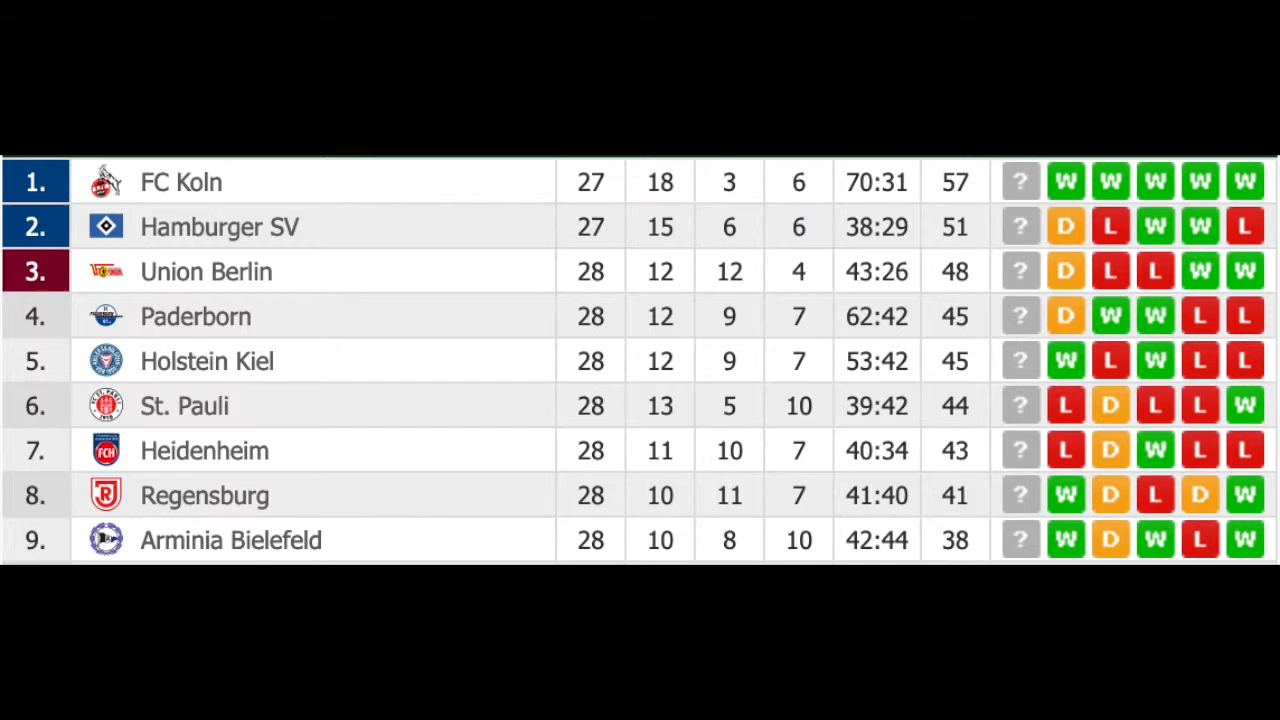 1. FC Koln 27 18 3 6 70:31 57 ? W W W W W
2. Hamburger SV 27 15 6 6 38:29 51 ? D L W W L
3. Union Berlin 28 12 12 4 43:26 48 ? D L L W W
4. Paderborn 28 12 9 7 62:42 45 ? D W W L L
5. Holstein Kiel 28 12 9 7 53:42 45 ? W L W L L
6. St. Pauli 28 13 5 10 39:42 44 ? L D L L W
7. Heidenheim 28 11 10 7 40:34 43 ? L D W L L
8. Regensburg 28 10 11 7 41:40 41 ? W D L D W
9. Arminia Bielefeld 28 10 8 10 42:44 38 ? W D W L W